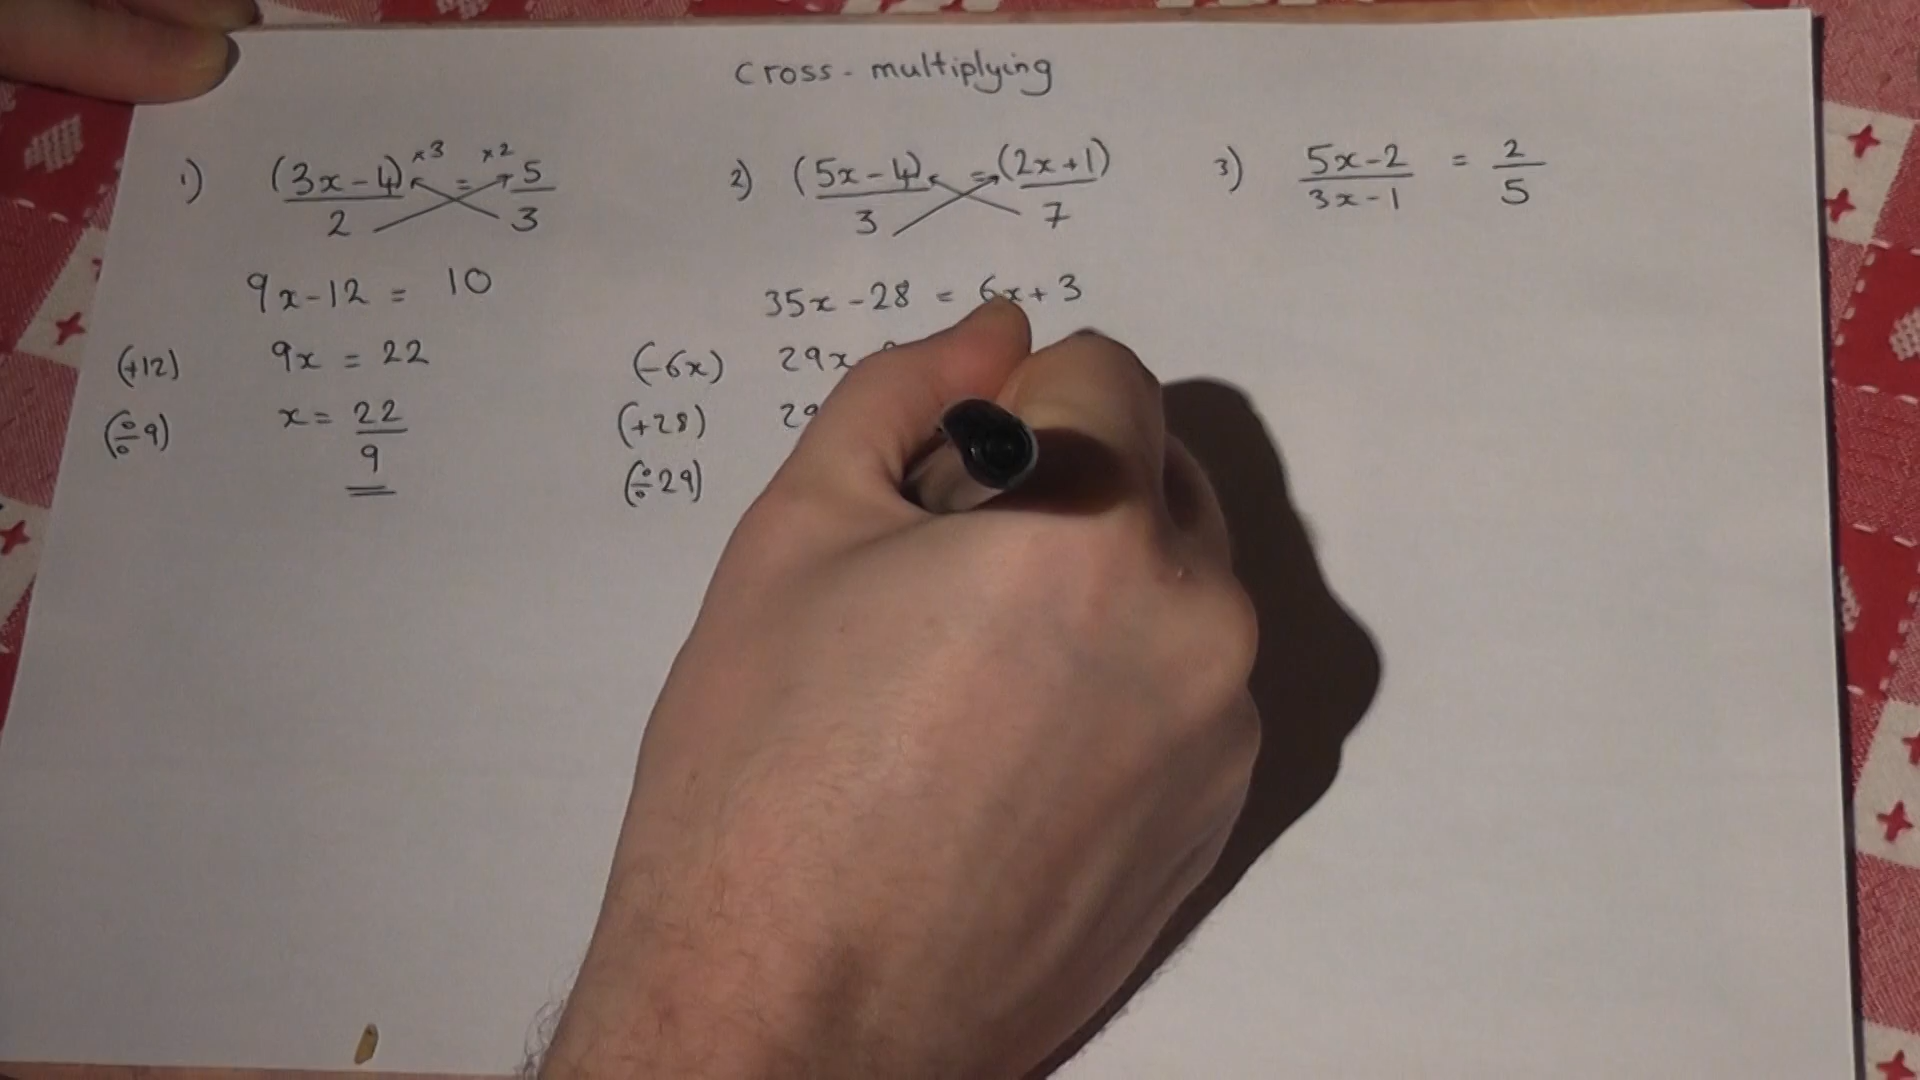 Cross-multiplying
1) (3x-4) ×3 = ×2 5
2 3
9x-12 = 10
(+12) 9x = 22
(÷9) x = 22
9
2) (5x-4) = (2x+1)
3 7
35x-28 = 6x+3
(-6x) 29x
(+28) 29
(÷29)
3) 5x-2 = 2
3x-1 5